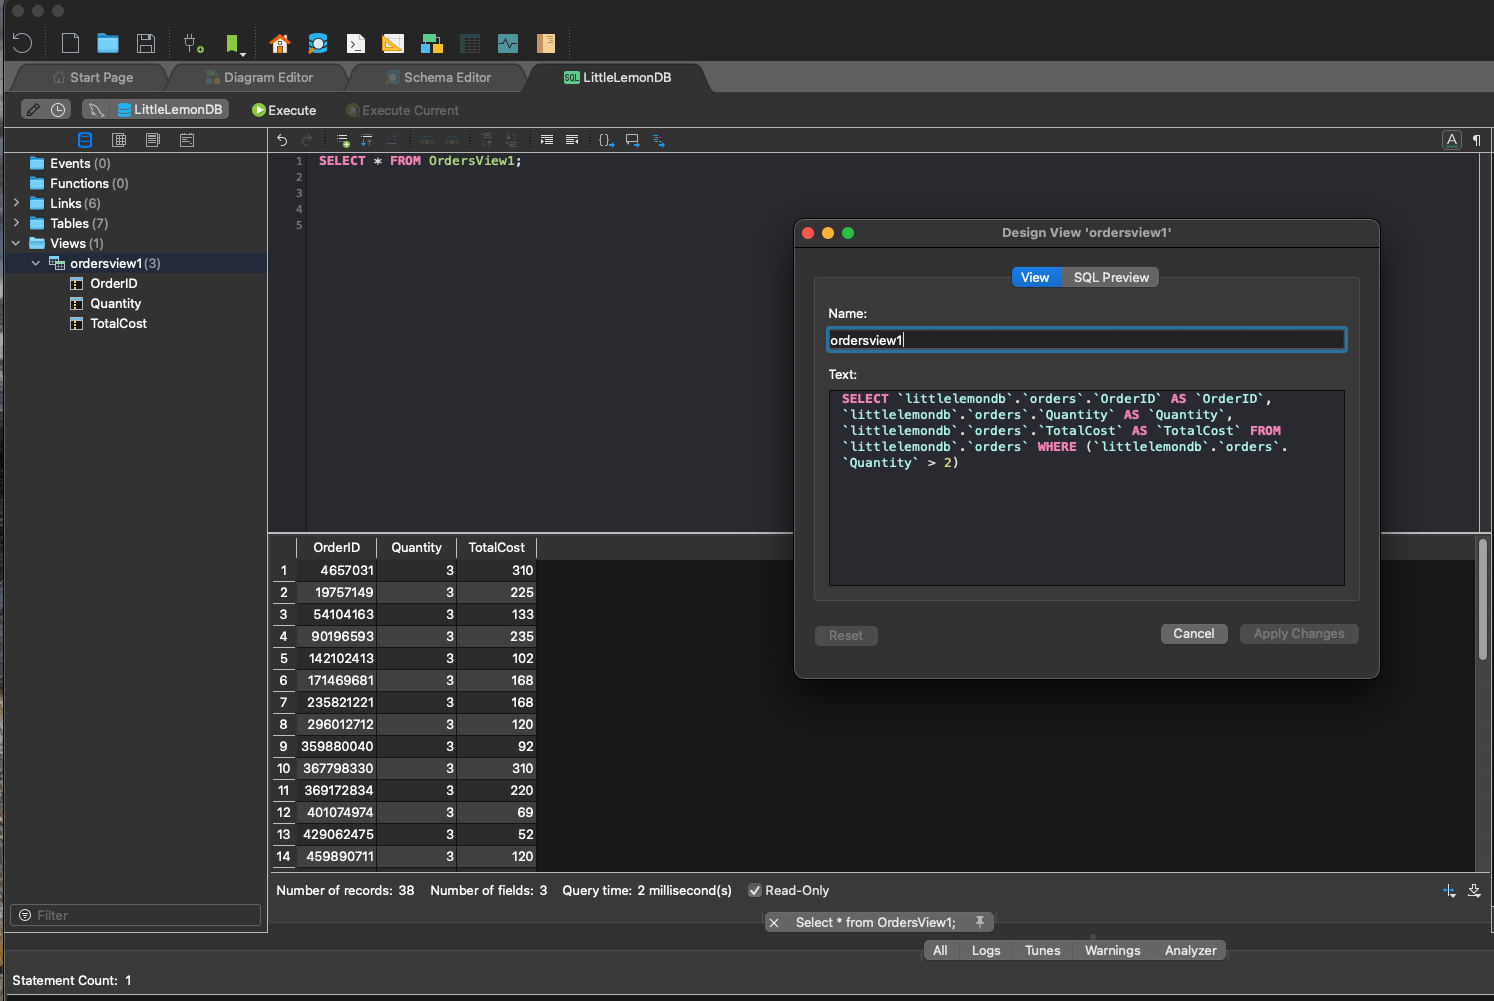 Start Page
Diagram Editor
Schema Editor
SQL LittleLemonDB
LittleLemonDB
Execute
Execute Current
A ¶
Events (0)
Functions (0)
Links (6)
Tables (7)
Views (1)
ordersview1 (3)
OrderID
Quantity
TotalCost
Filter
1 SELECT * FROM OrdersView1;
2
3
4
5
Design View 'ordersview1'
View SQL Preview
Name:
ordersview1
Text:
SELECT `littlelemondb`.`orders`.`OrderID` AS `OrderID`,
`littlelemondb`.`orders`.`Quantity` AS `Quantity`,
`littlelemondb`.`orders`.`TotalCost` AS `TotalCost` FROM
`littlelemondb`.`orders` WHERE (`littlelemondb`.`orders`.
`Quantity` > 2)
Reset Cancel Apply Changes
OrderID Quantity TotalCost
1 4657031 3 310
2 19757149 3 225
3 54104163 3 133
4 90196593 3 235
5 142102413 3 102
6 171469681 3 168
7 235821221 3 168
8 296012712 3 120
9 359880040 3 92
10 367798330 3 310
11 369172834 3 220
12 401074974 3 69
13 429062475 3 52
14 459890711 3 120
Number of records: 38 Number of fields: 3 Query time: 2 millisecond(s) Read-Only
Select * from OrdersView1;
All Logs Tunes Warnings Analyzer
Statement Count: 1